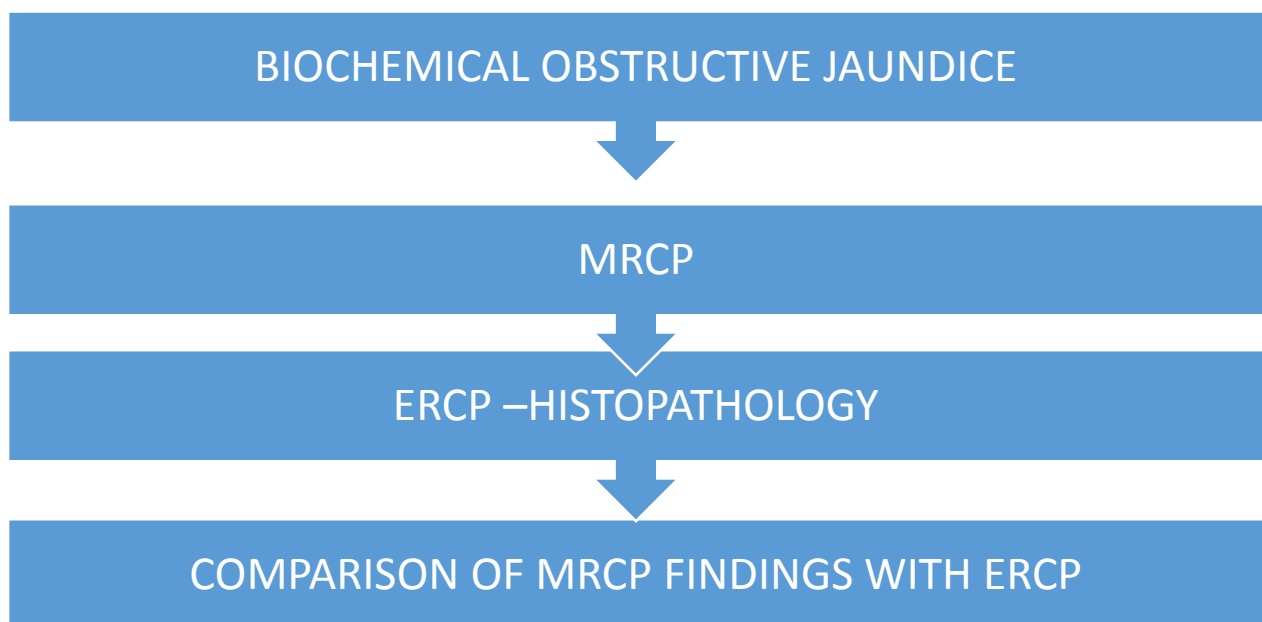 BIOCHEMICAL OBSTRUCTIVE JAUNDICE
MRCP
ERCP –HISTOPATHOLOGY
COMPARISON OF MRCP FINDINGS WITH ERCP